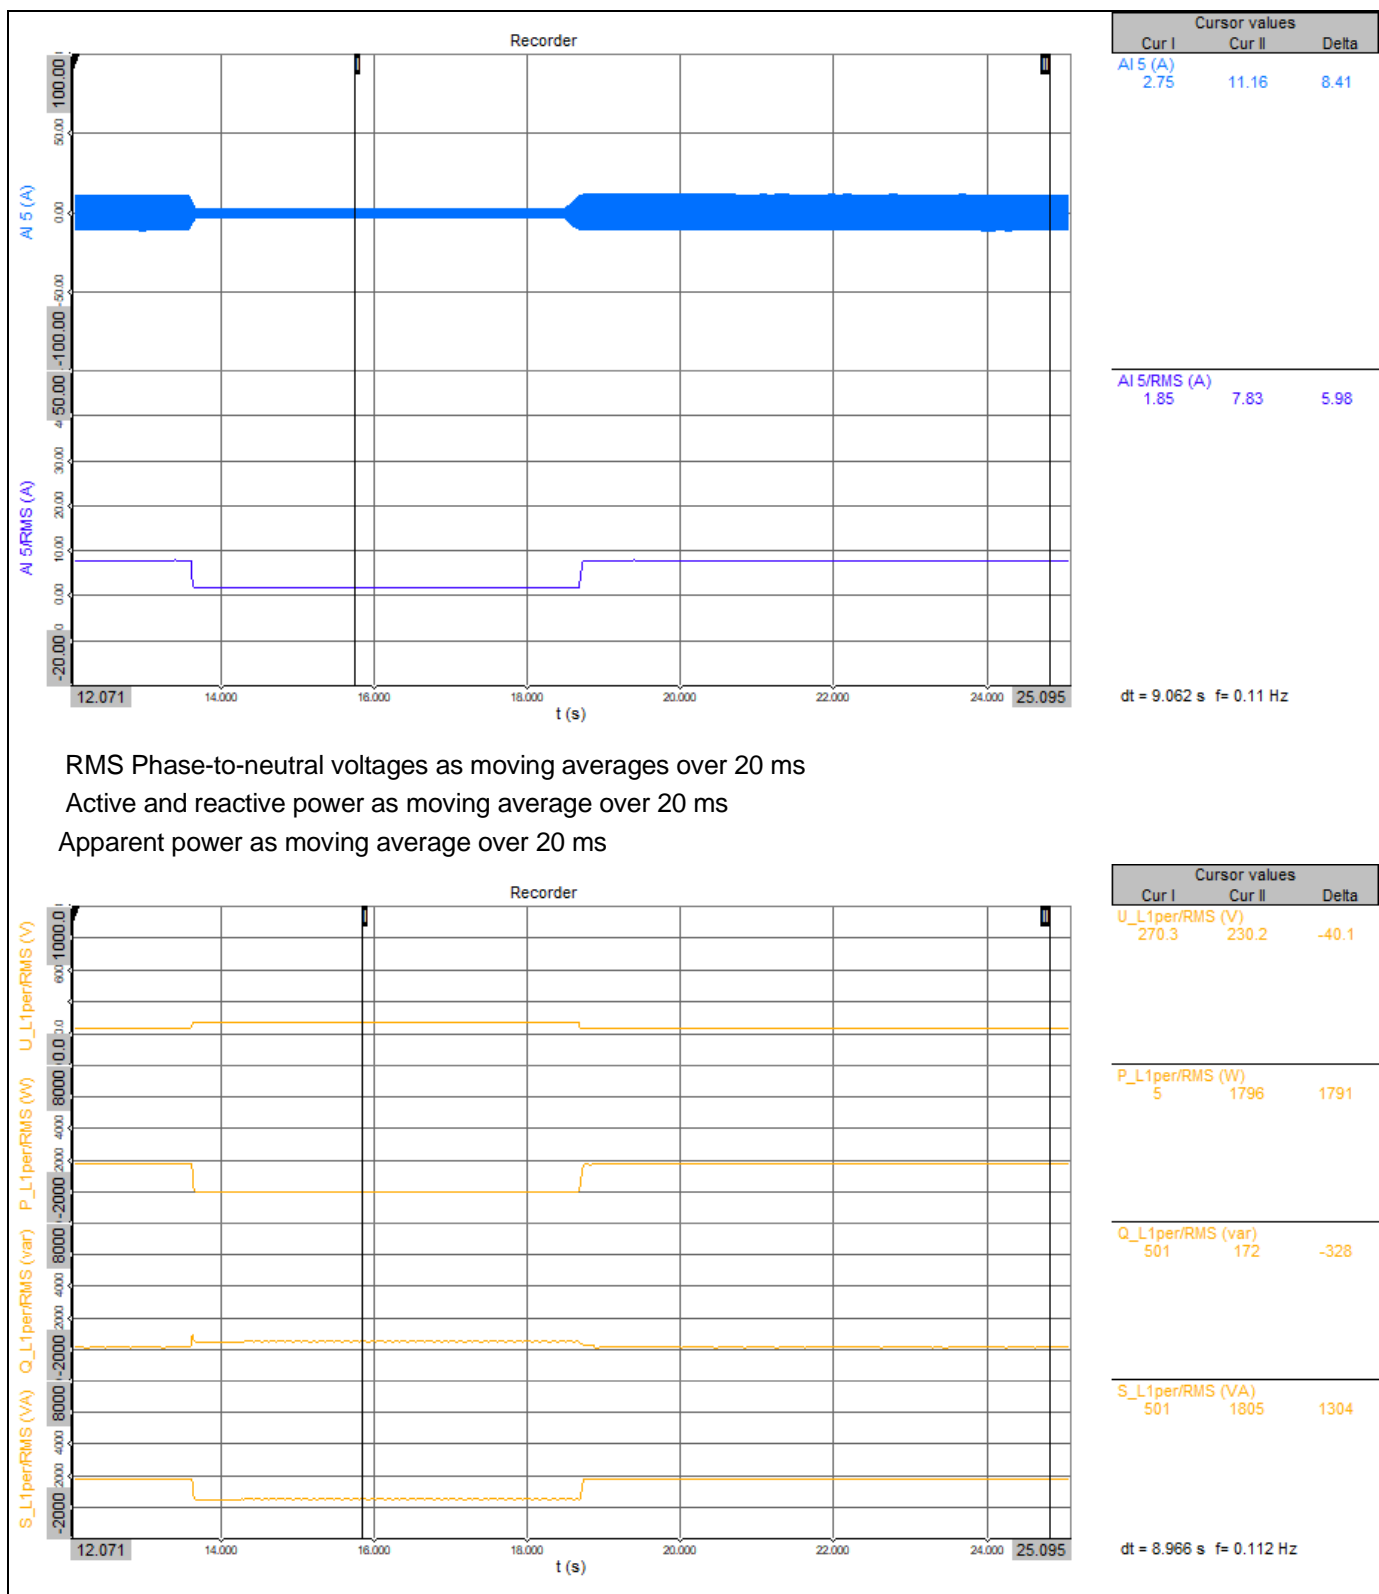 Recorder
Cursor values
Cur I Cur II Delta
AI 5 (A)
2.75 11.16 8.41
AI 5 (A)
100.00
50.00
0.00
-50.00
-100.00
AI 5/RMS (A)
1.85 7.83 5.98
AI 5/RMS (A)
50.00
30.00
20.00
10.00
0.00
-20.00
12.071 14.000 16.000 18.000 20.000 22.000 24.000 25.095
t (s)
dt = 9.062 s f= 0.11 Hz
RMS Phase-to-neutral voltages as moving averages over 20 ms
Active and reactive power as moving average over 20 ms
Apparent power as moving average over 20 ms
Recorder
Cursor values
Cur I Cur II Delta
U_L1per/RMS (V)
270.3 230.2 -40.1
U_L1per/RMS (V)
1000.0
600
0.0
P_L1per/RMS (W)
5 1796 1791
P_L1per/RMS (W)
8000
4000
2000
-2000
Q_L1per/RMS (var)
501 172 -328
Q_L1per/RMS (var)
8000
4000
2000
-2000
S_L1per/RMS (VA)
501 1805 1304
S_L1per/RMS (VA)
8000
4000
2000
-2000
12.071 14.000 16.000 18.000 20.000 22.000 24.000 25.095
t (s)
dt = 8.966 s f= 0.112 Hz